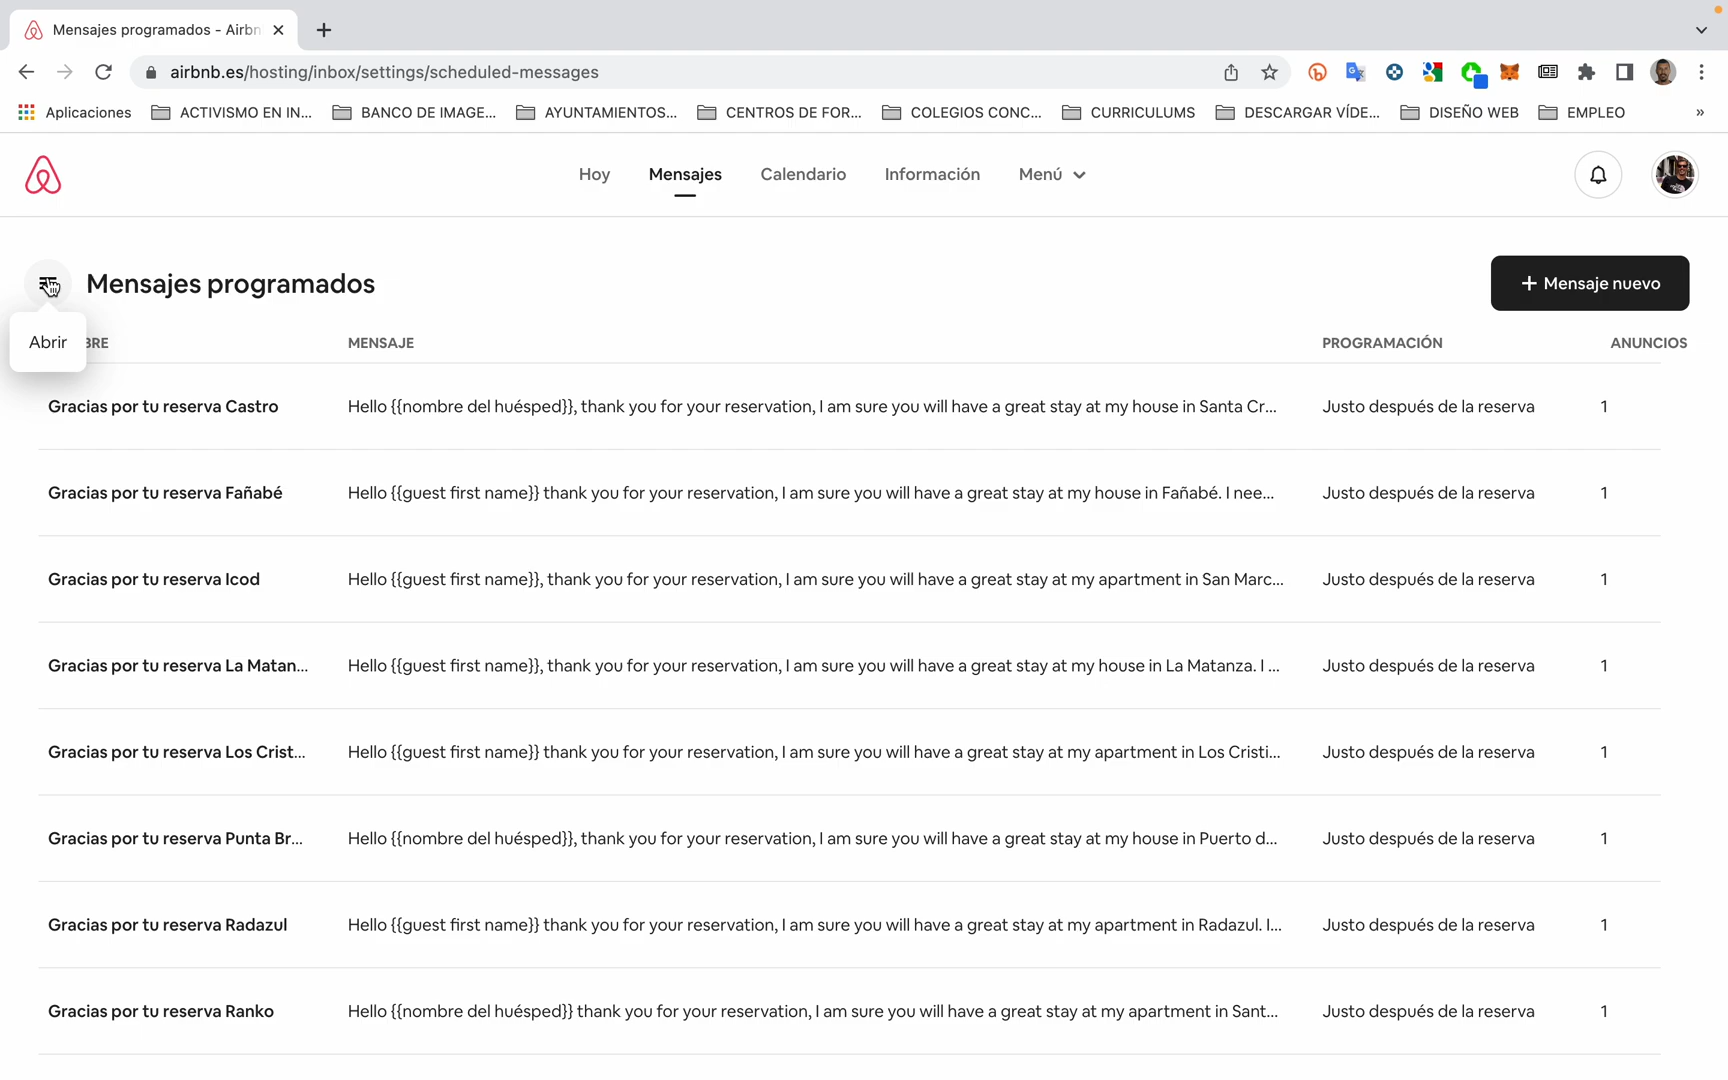 Mensajes programados - Airbn
airbnb.es/hosting/inbox/settings/scheduled-messages
Aplicaciones ACTIVISMO EN IN... BANCO DE IMAGE... AYUNTAMIENTOS... CENTROS DE FOR... COLEGIOS CONC... CURRICULUMS DESCARGAR VÍDE... DISEÑO WEB EMPLEO »
Hoy Mensajes Calendario Información Menú
Mensajes programados + Mensaje nuevo
Abrir BRE MENSAJE PROGRAMACIÓN ANUNCIOS
Gracias por tu reserva Castro Hello {{nombre del huésped}}, thank you for your reservation, I am sure you will have a great stay at my house in Santa Cr... Justo después de la reserva 1
Gracias por tu reserva Fañabé Hello {{guest first name}} thank you for your reservation, I am sure you will have a great stay at my house in Fañabé. I nee... Justo después de la reserva 1
Gracias por tu reserva Icod Hello {{guest first name}}, thank you for your reservation, I am sure you will have a great stay at my apartment in San Marc... Justo después de la reserva 1
Gracias por tu reserva La Matan... Hello {{guest first name}}, thank you for your reservation, I am sure you will have a great stay at my house in La Matanza. I ... Justo después de la reserva 1
Gracias por tu reserva Los Crist... Hello {{guest first name}} thank you for your reservation, I am sure you will have a great stay at my apartment in Los Cristi... Justo después de la reserva 1
Gracias por tu reserva Punta Br... Hello {{nombre del huésped}}, thank you for your reservation, I am sure you will have a great stay at my house in Puerto d... Justo después de la reserva 1
Gracias por tu reserva Radazul Hello {{guest first name}} thank you for your reservation, I am sure you will have a great stay at my apartment in Radazul. I... Justo después de la reserva 1
Gracias por tu reserva Ranko Hello {{nombre del huésped}} thank you for your reservation, I am sure you will have a great stay at my apartment in Sant... Justo después de la reserva 1